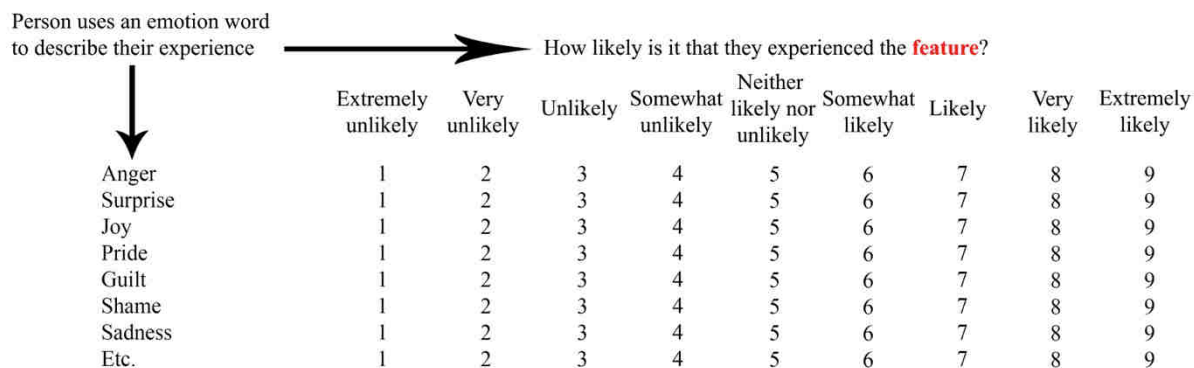 Person uses an emotion word
to describe their experience
How likely is it that they experienced the feature?
Extremely unlikely
Very unlikely
Unlikely
Somewhat unlikely
Neither likely nor unlikely
Somewhat likely
Likely
Very likely
Extremely likely
Anger 1 2 3 4 5 6 7 8 9
Surprise 1 2 3 4 5 6 7 8 9
Joy 1 2 3 4 5 6 7 8 9
Pride 1 2 3 4 5 6 7 8 9
Guilt 1 2 3 4 5 6 7 8 9
Shame 1 2 3 4 5 6 7 8 9
Sadness 1 2 3 4 5 6 7 8 9
Etc. 1 2 3 4 5 6 7 8 9